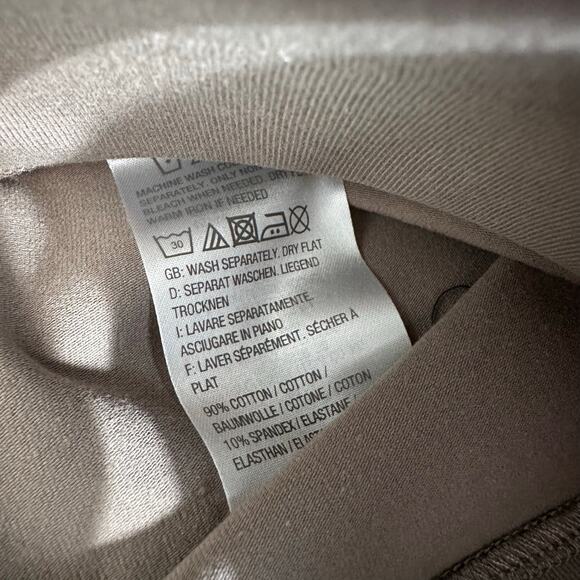 MACHINE WASH
SEPARATELY. ONLY
BLEACH WHEN NEEDED. DRY
WARM IRON IF NEEDED
30
GB: WASH SEPARATELY. DRY FLAT
D: SEPARAT WASCHEN. LIEGEND
TROCKNEN
I: LAVARE SEPARATAMENTE.
ASCIUGARE IN PIANO
F: LAVER SÉPARÉMENT. SÉCHER À
PLAT
90% COTTON / COTTON /
BAUMWOLLE / COTONE / COTON
10% SPANDEX / ELASTANE /
ELASTHAN /